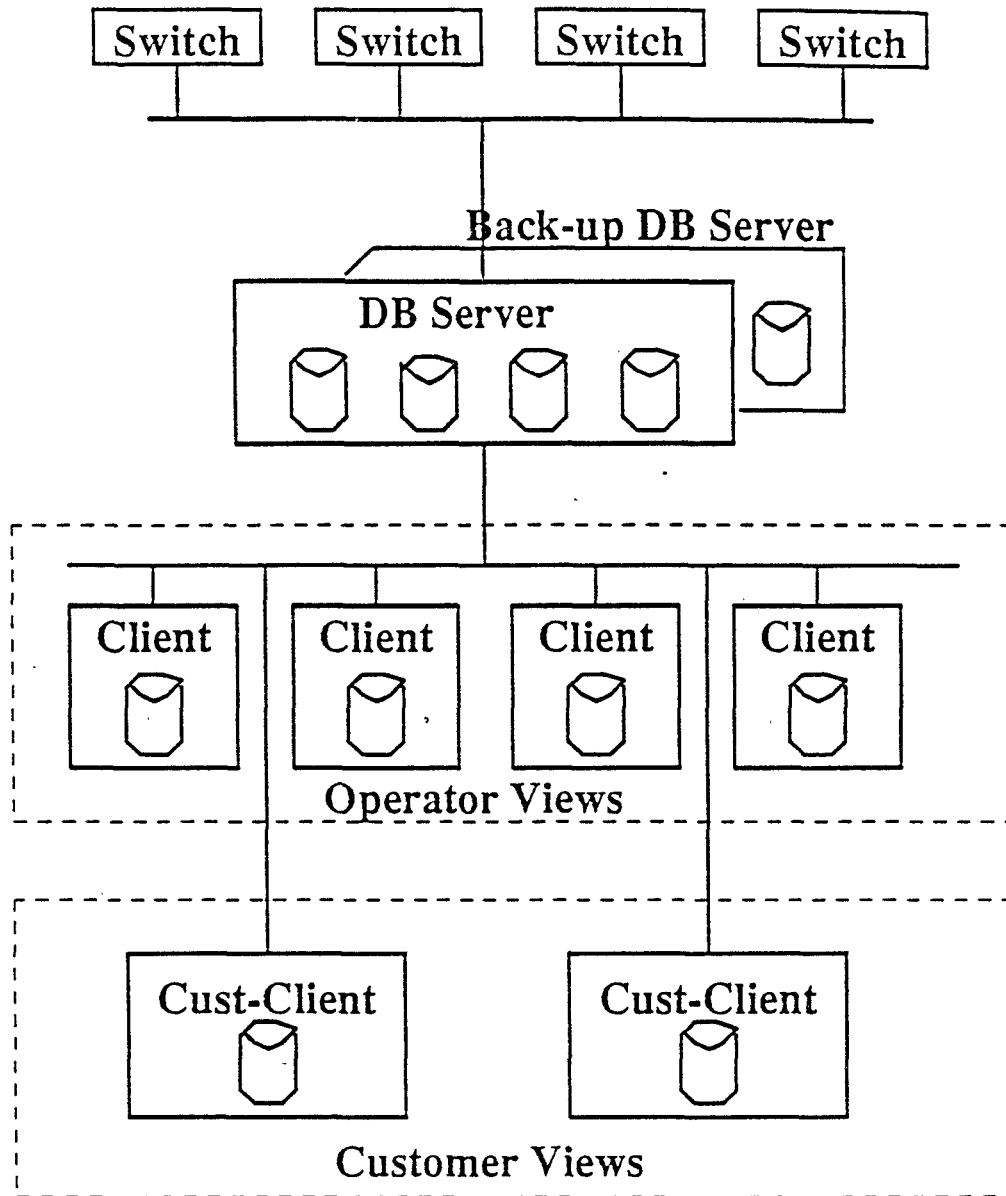 Switch Switch Switch Switch
Back-up DB Server
DB Server
Client Client Client Client
Operator Views
Cust-Client Cust-Client
Customer Views